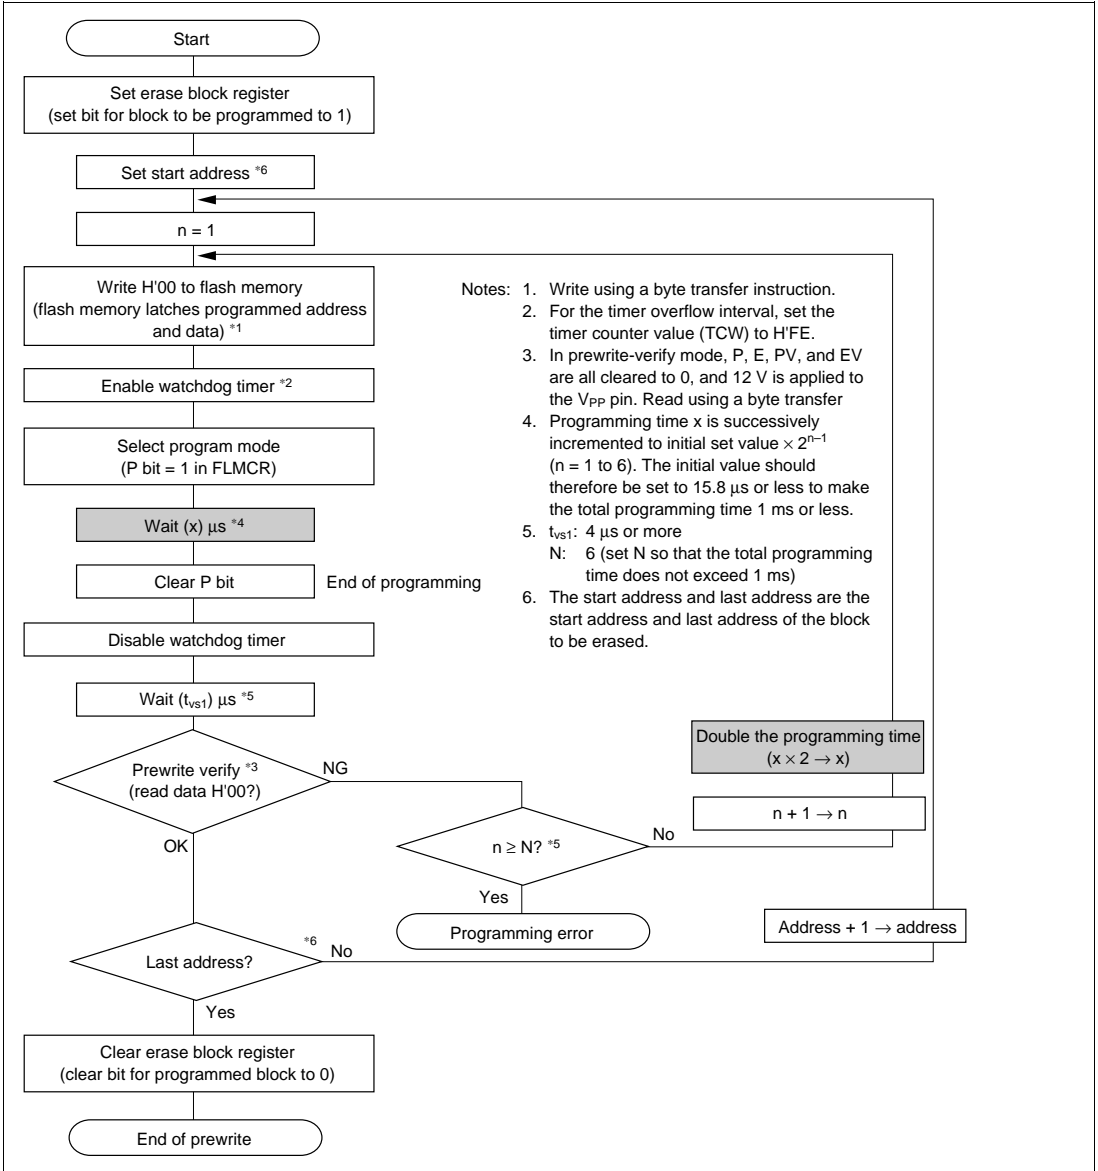 Start
Set erase block register
(set bit for block to be programmed to 1)
Set start address *6
n = 1
Write H'00 to flash memory
(flash memory latches programmed address
and data) *1
Enable watchdog timer *2
Select program mode
(P bit = 1 in FLMCR)
Wait (x) μs *4
Clear P bit
End of programming
Disable watchdog timer
Wait (tvs1) μs *5
Prewrite verify *3
(read data H'00?)
NG
OK
n ≥ N? *5
No
Yes
Programming error
Double the programming time
(x × 2 → x)
n + 1 → n
Address + 1 → address
Last address?
*6
No
Yes
Clear erase block register
(clear bit for programmed block to 0)
End of prewrite
Notes: 1. Write using a byte transfer instruction.
2. For the timer overflow interval, set the
timer counter value (TCW) to H'FE.
3. In prewrite-verify mode, P, E, PV, and EV
are all cleared to 0, and 12 V is applied to
the VPP pin. Read using a byte transfer
4. Programming time x is successively
incremented to initial set value × 2n–1
(n = 1 to 6). The initial value should
therefore be set to 15.8 μs or less to make
the total programming time 1 ms or less.
5. tvs1: 4 μs or more
N: 6 (set N so that the total programming
time does not exceed 1 ms)
6. The start address and last address are the
start address and last address of the block
to be erased.